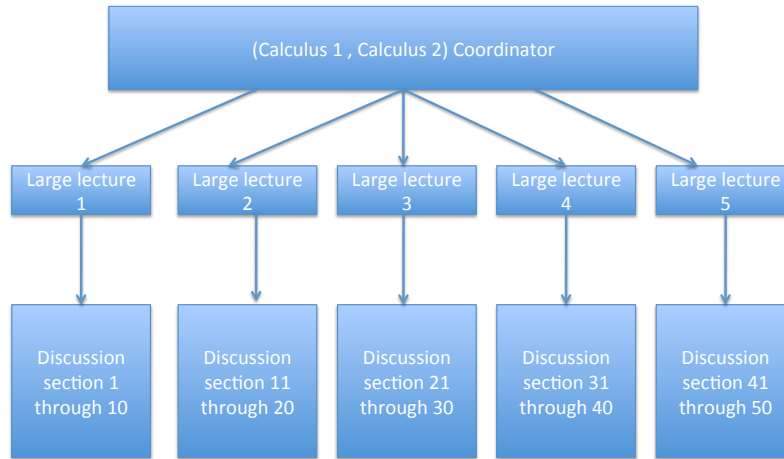 (Calculus 1 , Calculus 2) Coordinator
Large lecture
1
Large lecture
2
Large lecture
3
Large lecture
4
Large lecture
5
Discussion
section 1
through 10
Discussion
section 11
through 20
Discussion
section 21
through 30
Discussion
section 31
through 40
Discussion
section 41
through 50